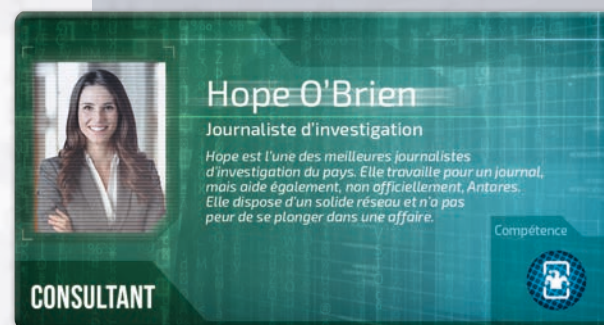 Hope O'Brien
Journaliste d'investigation
Hope est l'une des meilleures journalistes
d'investigation du pays. Elle travaille pour un journal,
mais aide également, non officiellement, Antares.
Elle dispose d'un solide réseau et n'a pas
peur de se plonger dans une affaire.
Compétence
CONSULTANT